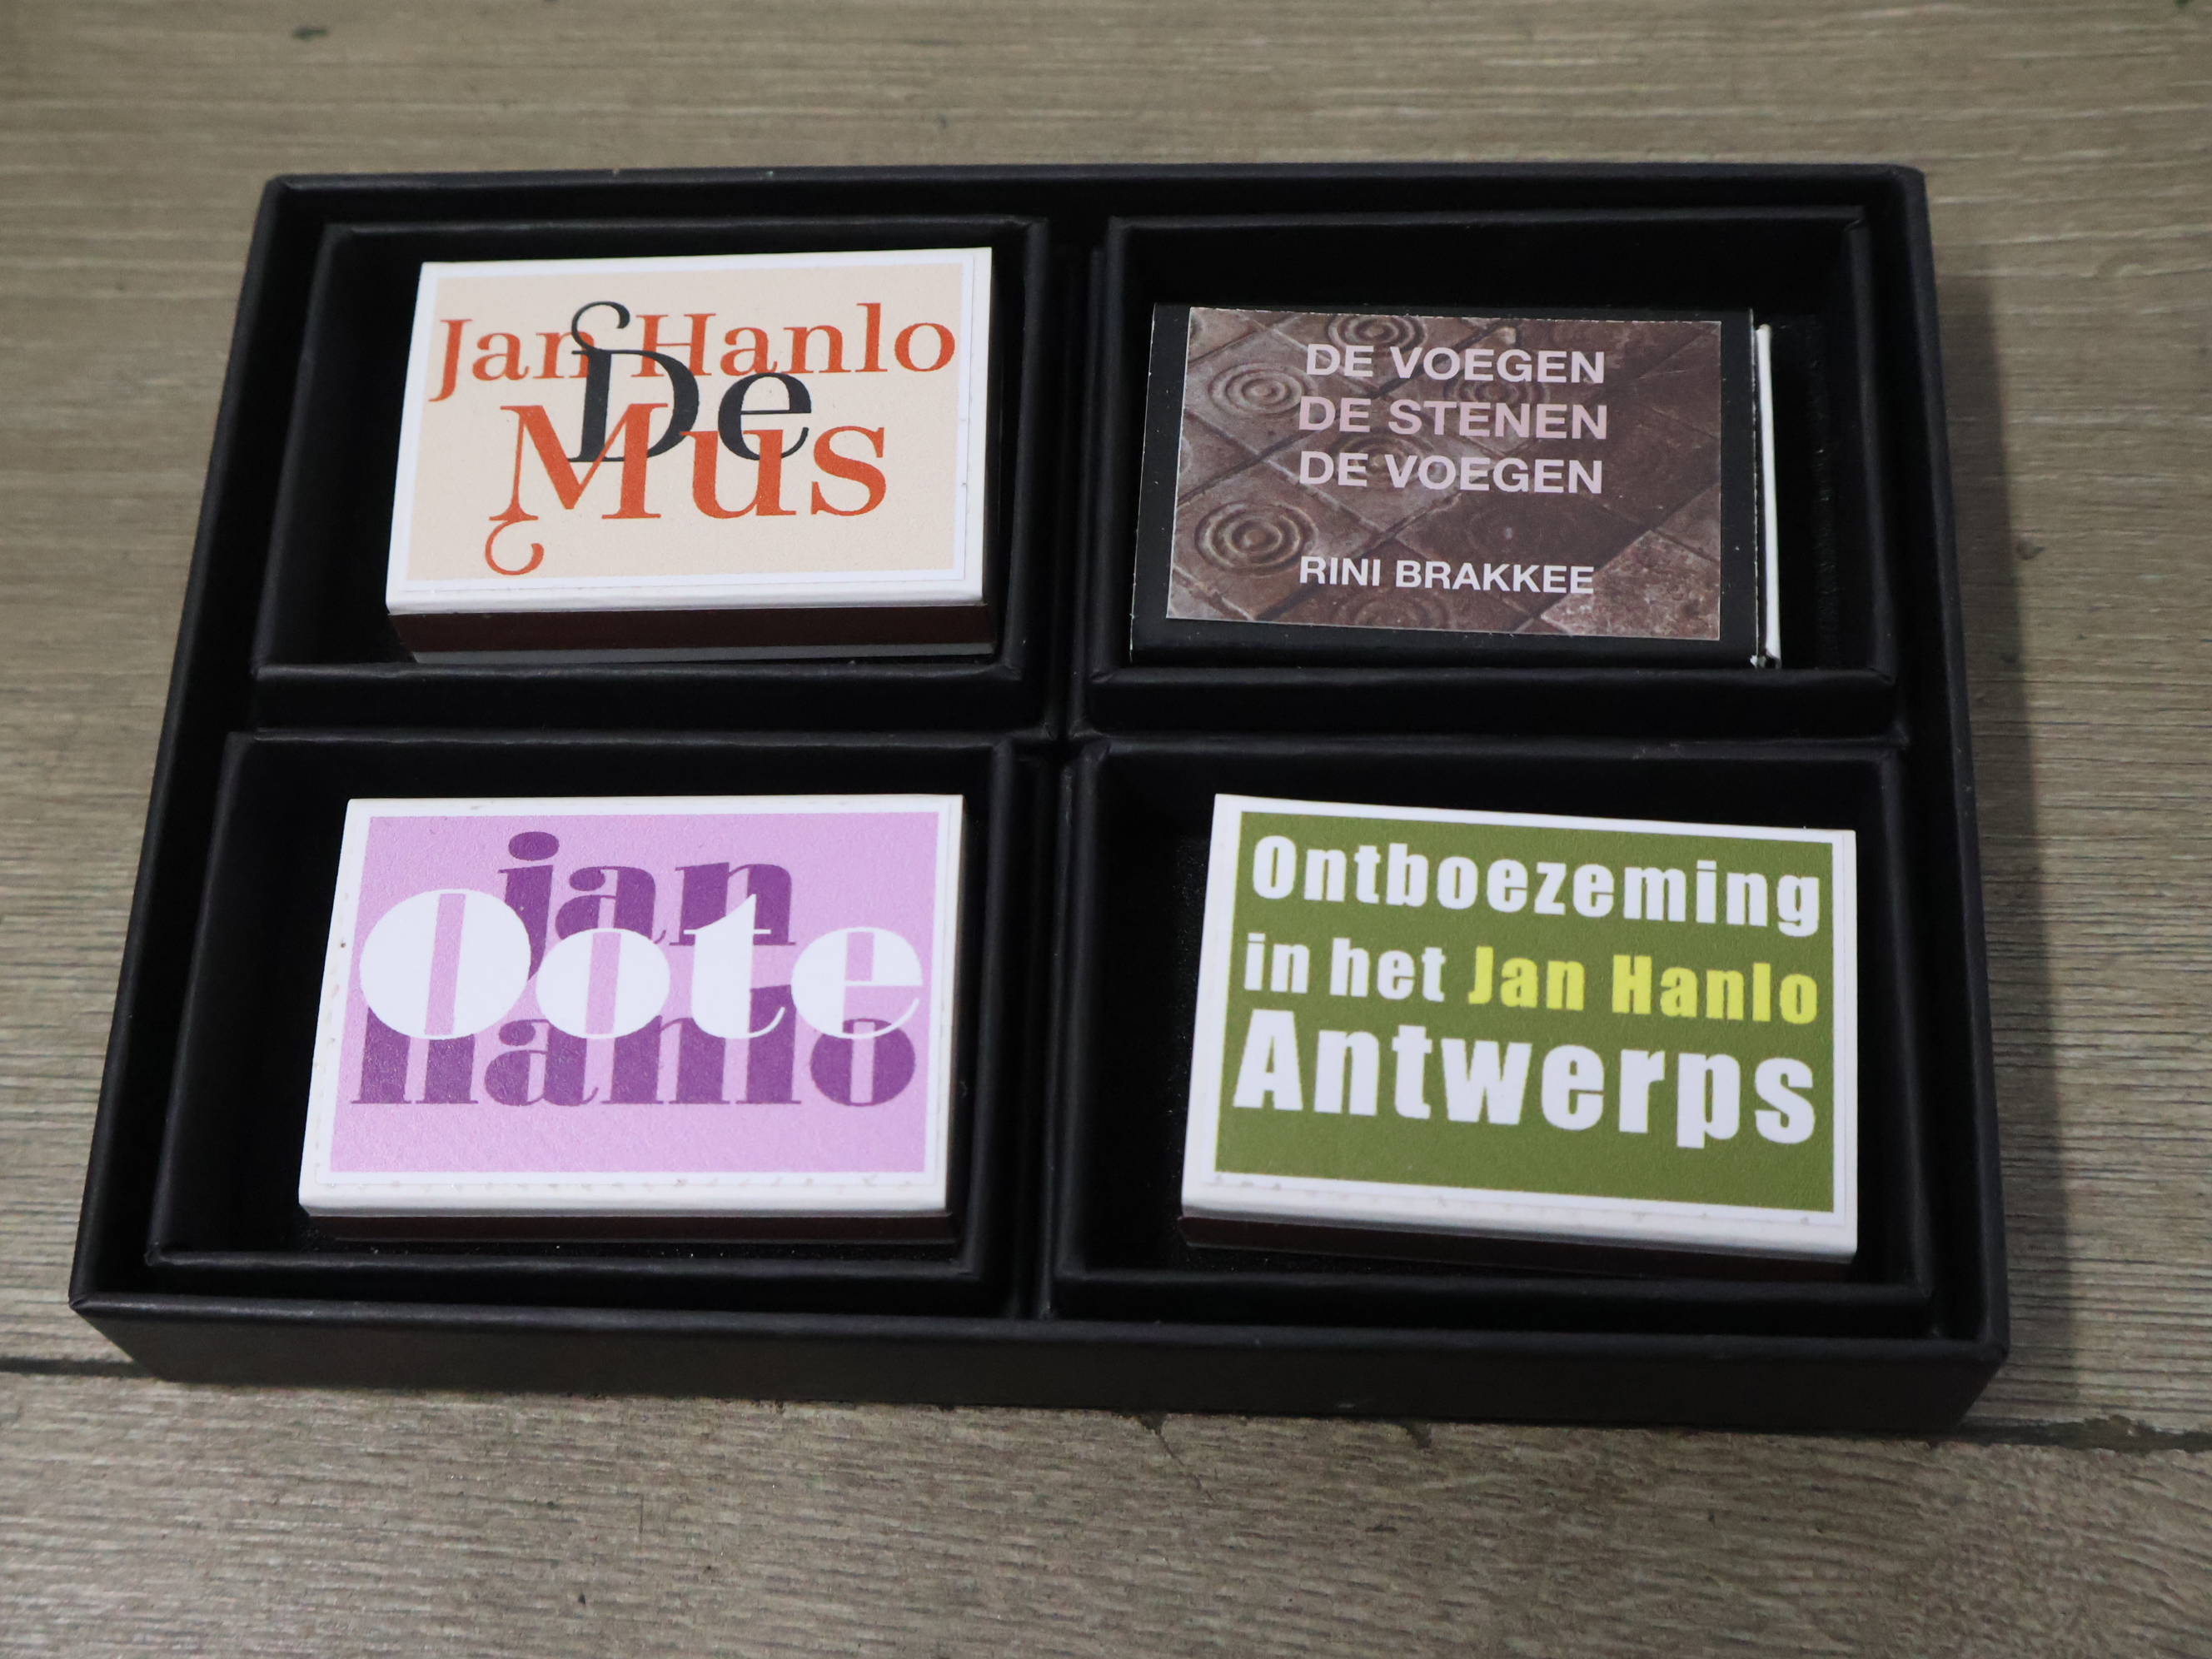 Jan Hanlo
De
Mus
DE VOEGEN
DE STENEN
DE VOEGEN
RINI BRAKKEE
jan
Oote
hanlo
Ontboezeming
in het Jan Hanlo
Antwerps